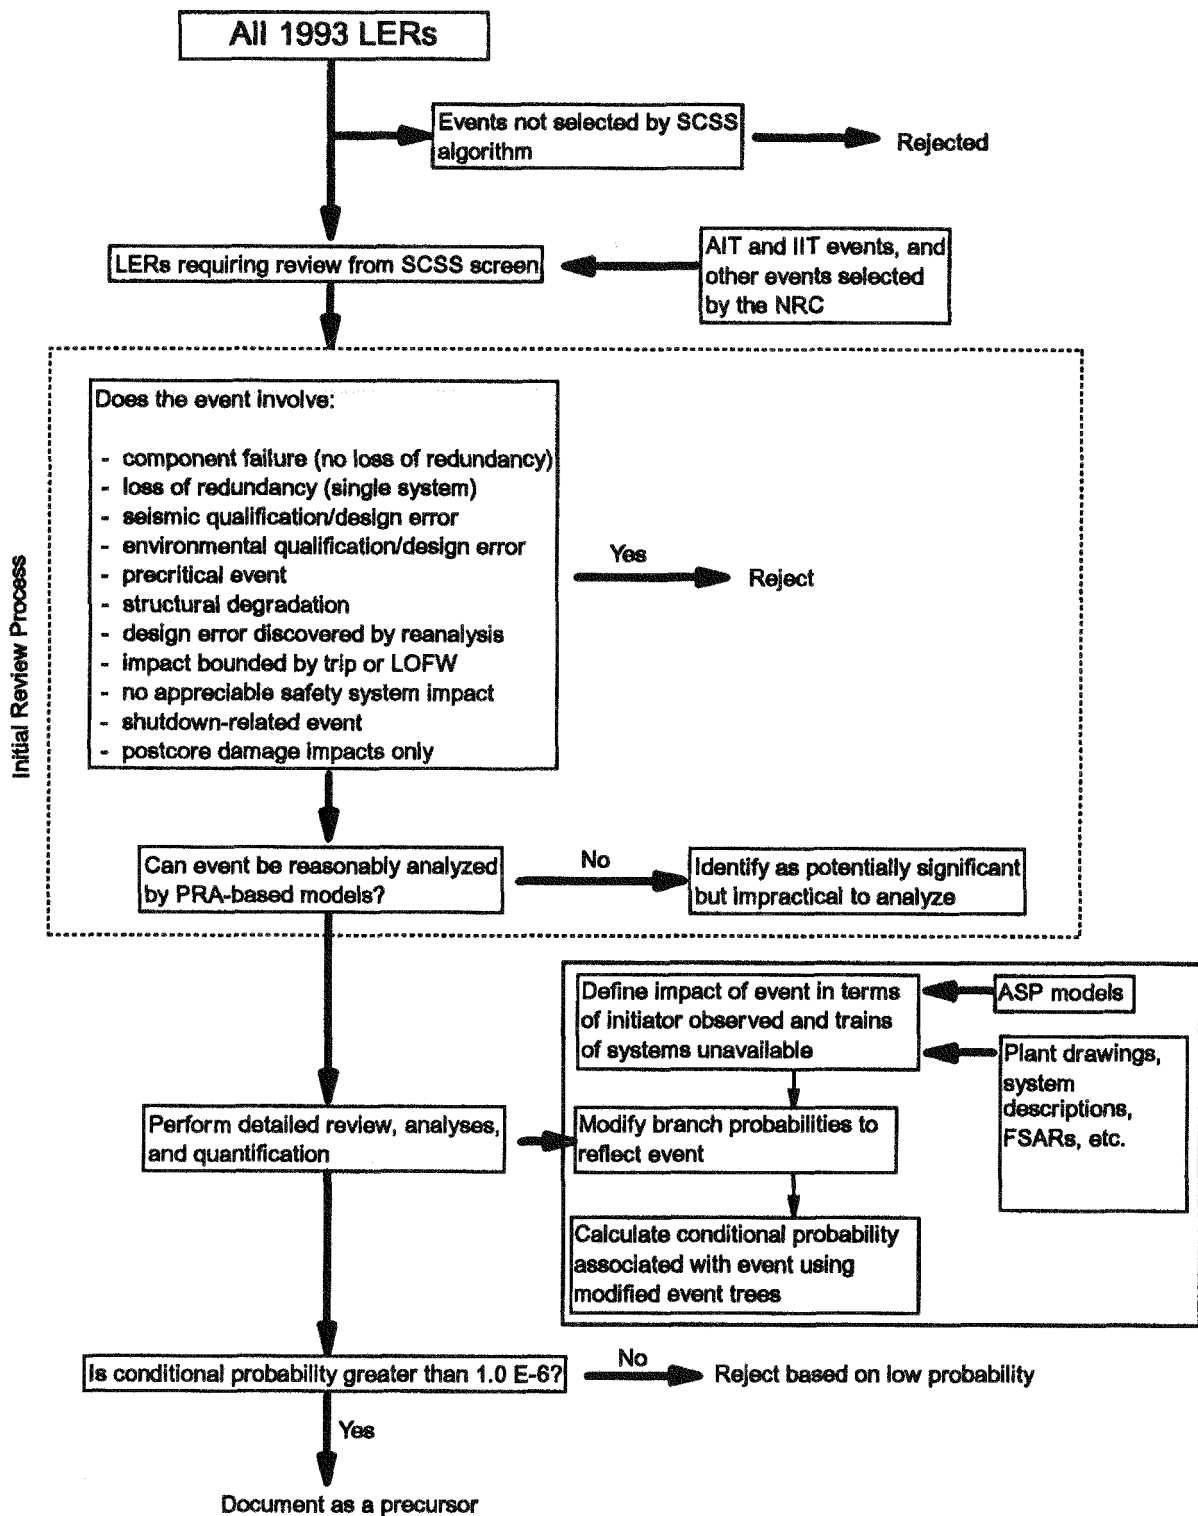 All 1993 LERs
Events not selected by SCSS
algorithm
Rejected
LERs requiring review from SCSS screen
AIT and IIT events, and
other events selected
by the NRC
Initial Review Process
Does the event involve:
- component failure (no loss of redundancy)
- loss of redundancy (single system)
- seismic qualification/design error
- environmental qualification/design error
- precritical event
- structural degradation
- design error discovered by reanalysis
- impact bounded by trip or LOFW
- no appreciable safety system impact
- shutdown-related event
- postcore damage impacts only
Yes
Reject
Can event be reasonably analyzed
by PRA-based models?
No
Identify as potentially significant
but impractical to analyze
Define impact of event in terms
of initiator observed and trains
of systems unavailable
ASP models
Plant drawings,
system
descriptions,
FSARs, etc.
Perform detailed review, analyses,
and quantification
Modify branch probabilities to
reflect event
Calculate conditional probability
associated with event using
modified event trees
Is conditional probability greater than 1.0 E-6?
No
Reject based on low probability
Yes
Document as a precursor